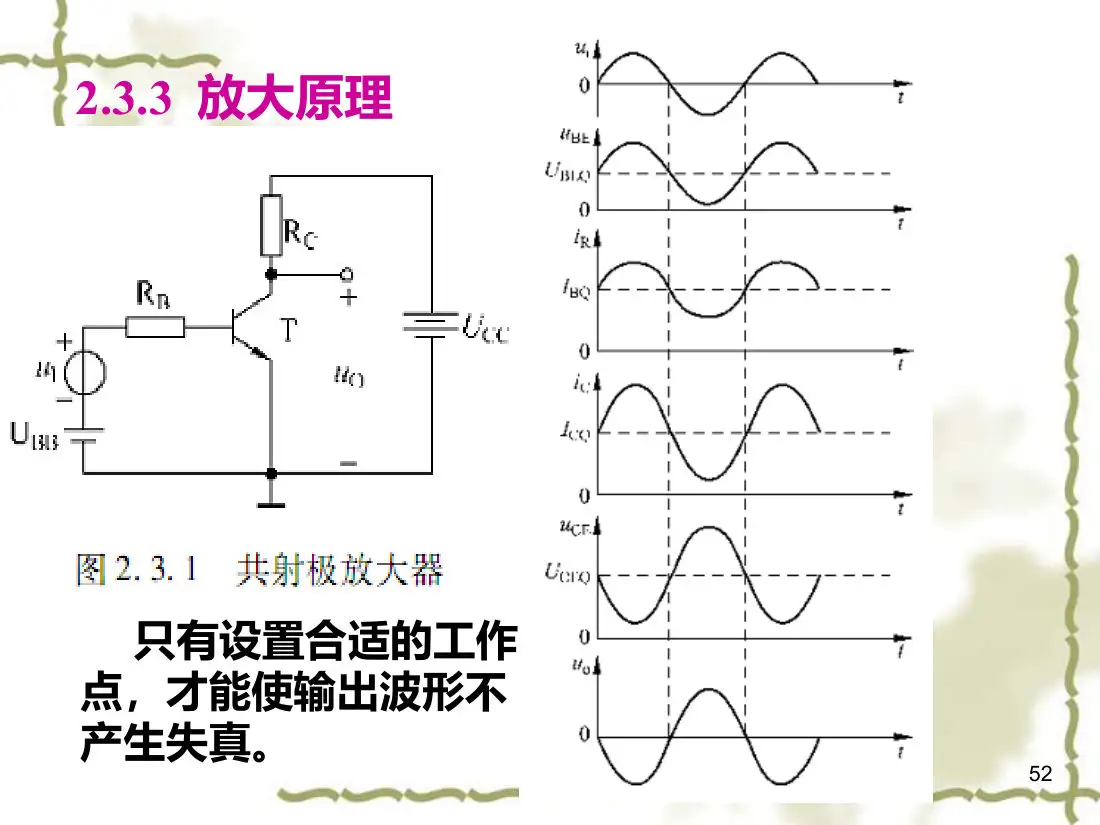 2.3.3 放大原理
R_C
R_B
T
+
+
u_I
−
U_BB
u_O
−
U_CC
图 2.3.1 共射极放大器
只有设置合适的工作
点，才能使输出波形不
产生失真。
u_i
0
t
u_BE
U_BEQ
0
t
i_B
I_BQ
0
t
i_C
I_CQ
0
t
u_CE
U_CEQ
0
t
u_o
0
t
52